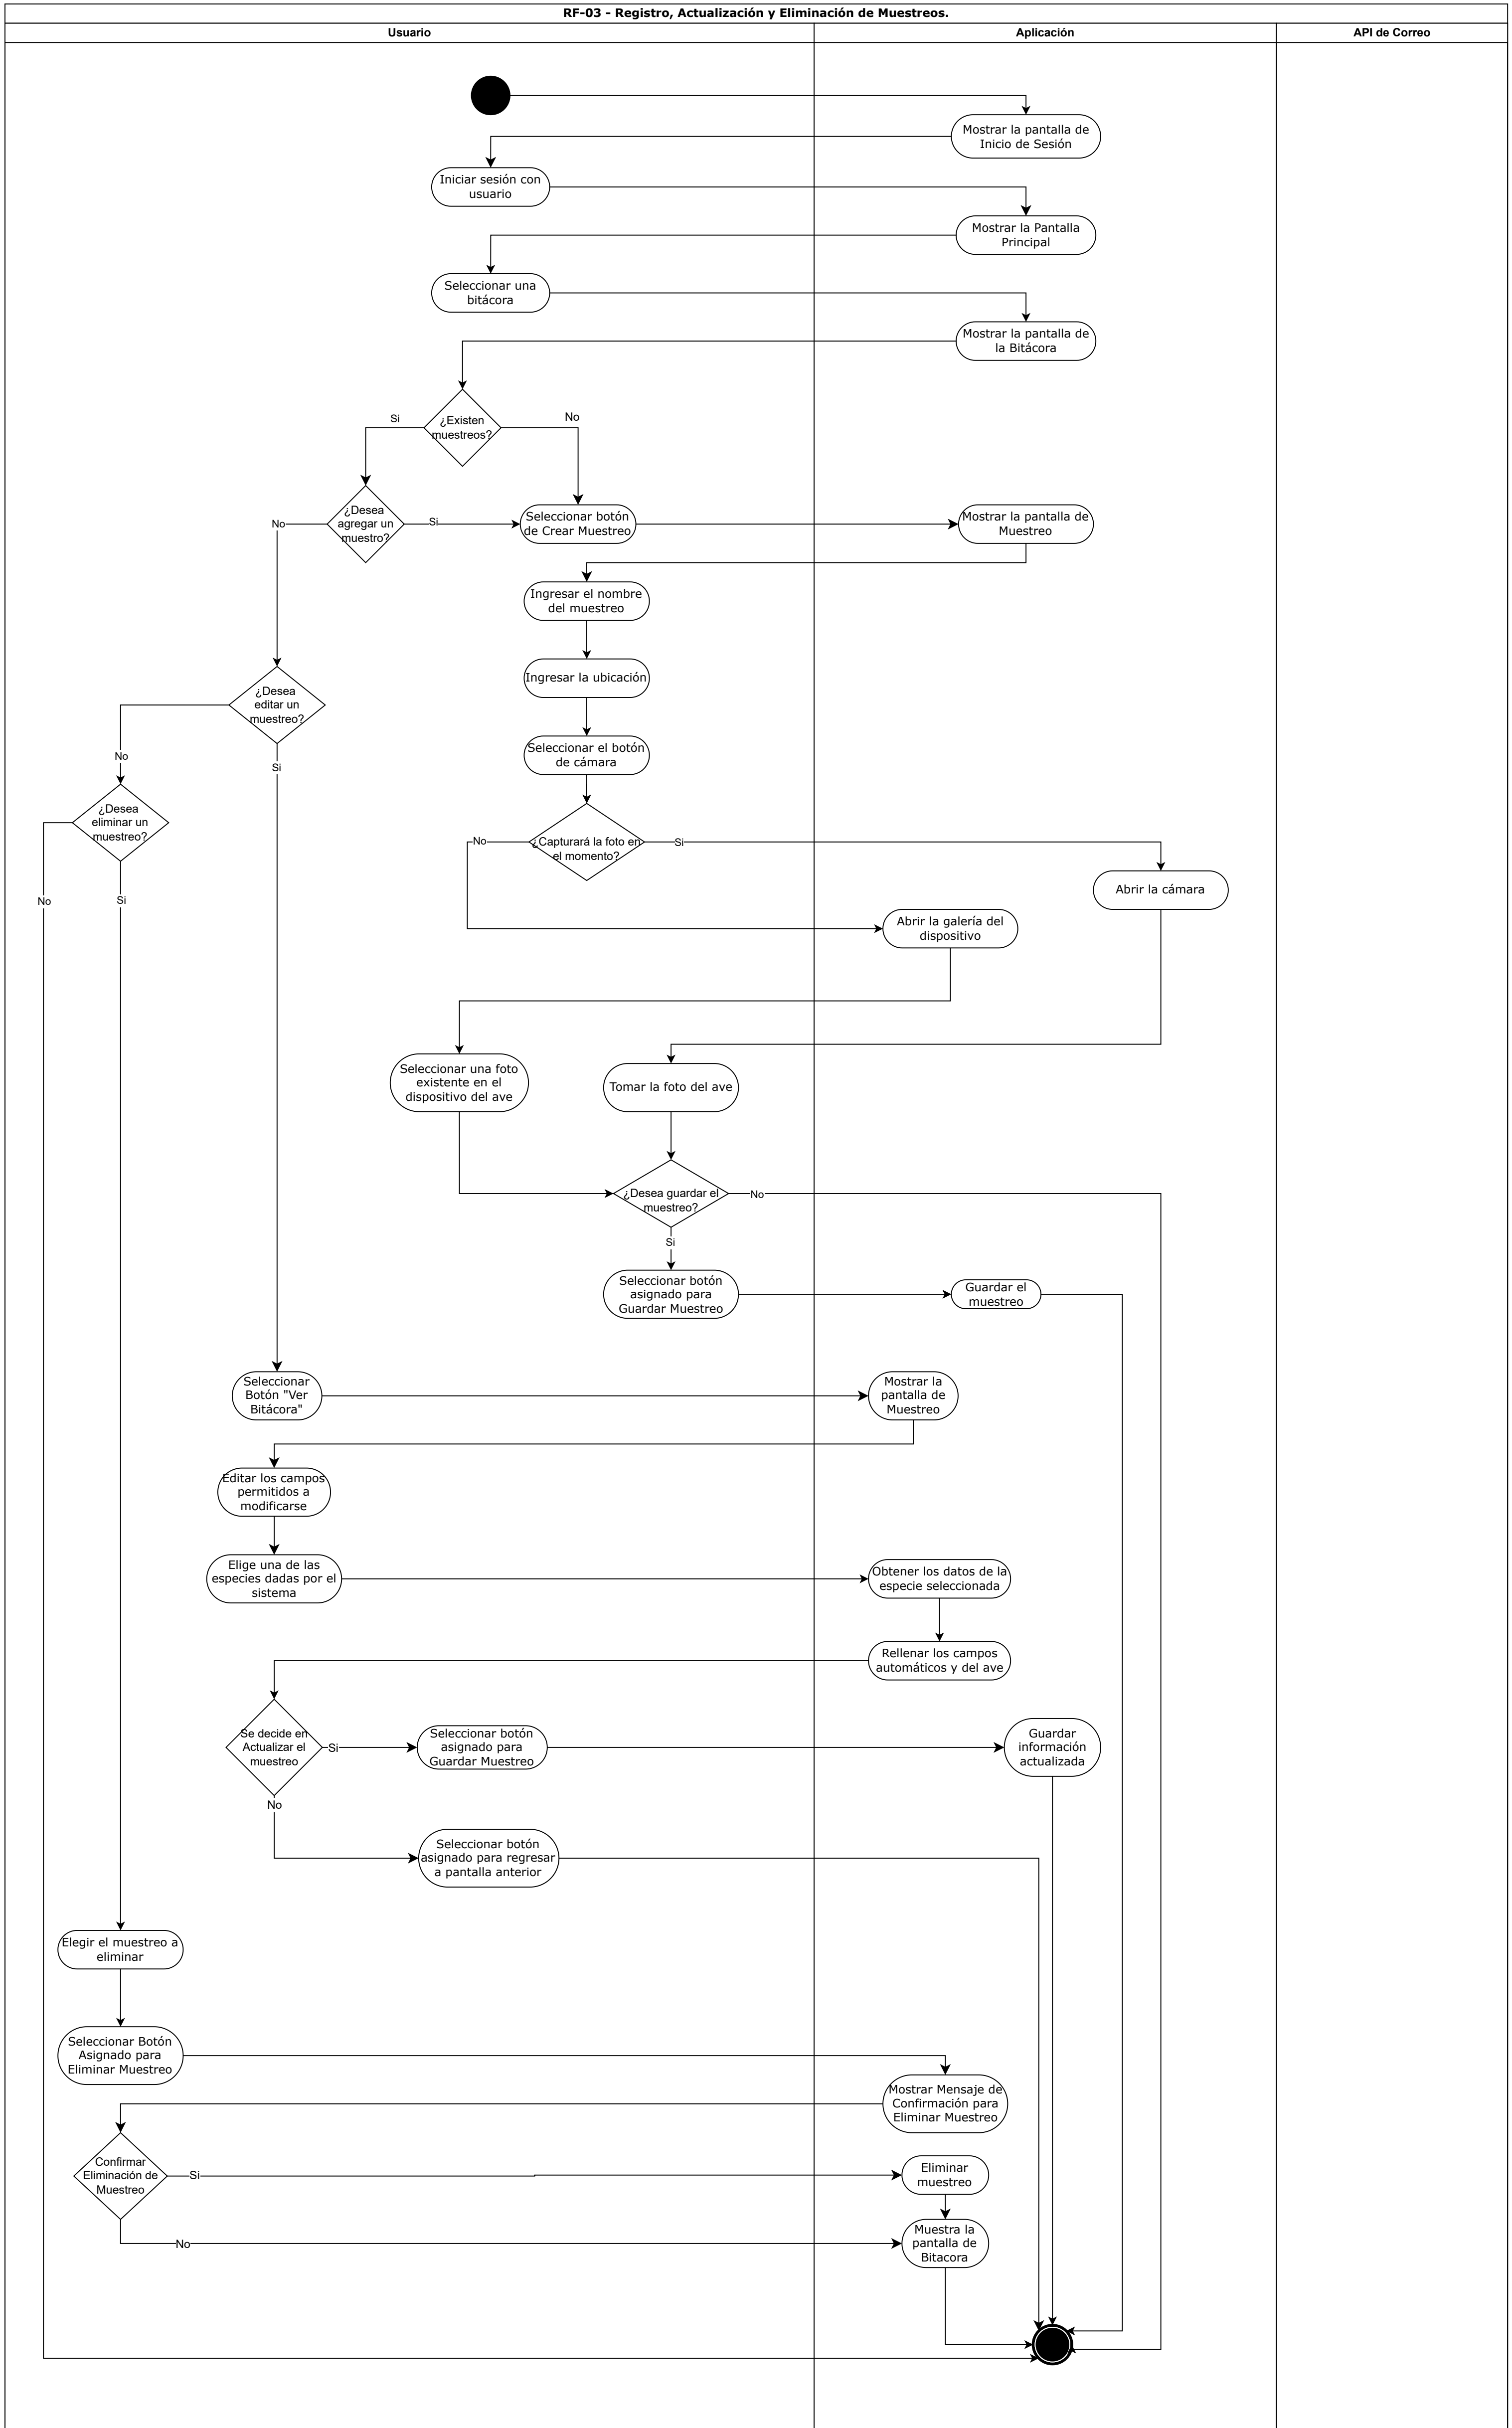 RF-03 - Registro, Actualización y Eliminación de Muestreos.
Usuario
Aplicación
API de Correo
Mostrar la pantalla de
Inicio de Sesión
Iniciar sesión con
usuario
Mostrar la Pantalla
Principal
Seleccionar una
bitácora
Mostrar la pantalla de
la Bitácora
¿Existen
muestreos?
Si
No
¿Desea
agregar un
muestro?
No
Si
Seleccionar botón
de Crear Muestreo
Mostrar la pantalla de
Muestreo
Ingresar el nombre
del muestreo
Ingresar la ubicación
¿Desea
editar un
muestreo?
No
Si
Seleccionar el botón
de cámara
¿Desea
eliminar un
muestreo?
No
Si
¿Capturará la foto en
el momento?
No
Si
Abrir la cámara
Abrir la galería del
dispositivo
Seleccionar una foto
existente en el
dispositivo del ave
Tomar la foto del ave
¿Desea guardar el
muestreo?
No
Si
Seleccionar botón
asignado para
Guardar Muestreo
Guardar el
muestreo
Seleccionar
Botón "Ver
Bitácora"
Mostrar la
pantalla de
Muestreo
Editar los campos
permitidos a
modificarse
Elige una de las
especies dadas por el
sistema
Obtener los datos de la
especie seleccionada
Rellenar los campos
automáticos y del ave
Se decide en
Actualizar el
muestreo
Si
No
Seleccionar botón
asignado para
Guardar Muestreo
Guardar
información
actualizada
Seleccionar botón
asignado para regresar
a pantalla anterior
Elegir el muestreo a
eliminar
Seleccionar Botón
Asignado para
Eliminar Muestreo
Mostrar Mensaje de
Confirmación para
Eliminar Muestreo
Confirmar
Eliminación de
Muestreo
Si
No
Eliminar
muestreo
Muestra la
pantalla de
Bitacora